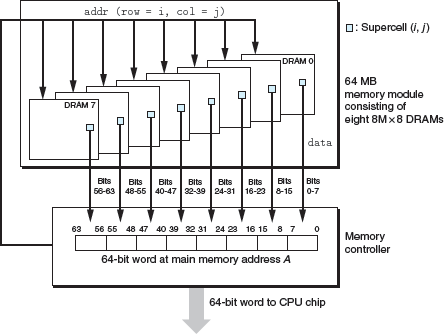 addr (row = i, col = j)
: Supercell (i, j)
DRAM 0
64 MB
memory module
consisting of
eight 8M×8 DRAMs
DRAM 7
data
Bits Bits Bits Bits Bits Bits Bits Bits
56-63 48-55 40-47 32-39 24-31 16-23 8-15 0-7
63 56 55 48 47 40 39 32 31 24 23 16 15 8 7 0
Memory
controller
64-bit word at main memory address A
64-bit word to CPU chip